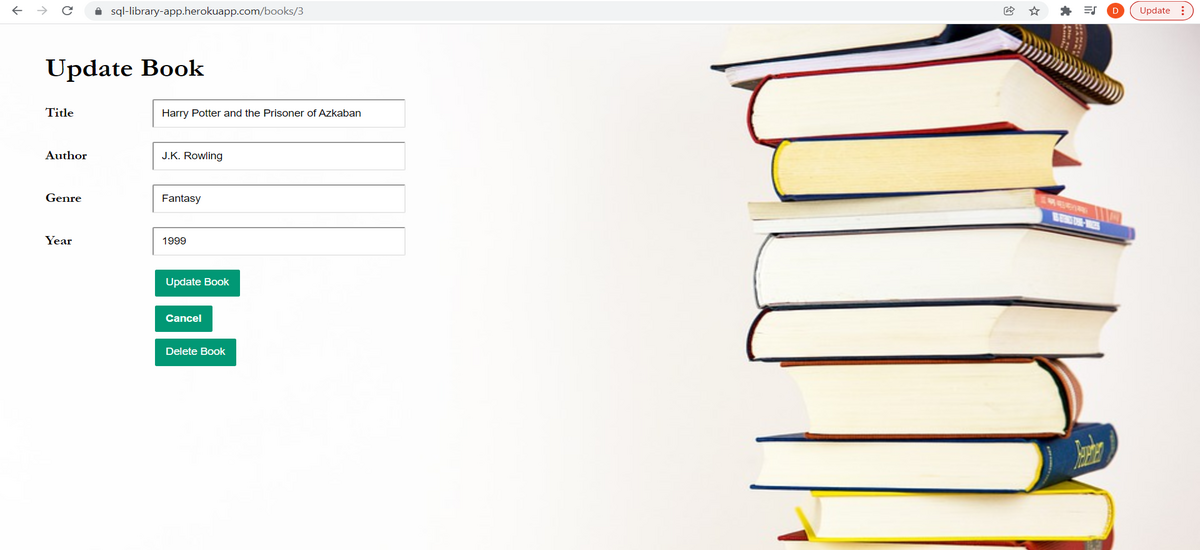 sql-library-app.herokuapp.com/books/3
D
Update
Update Book
Title
Harry Potter and the Prisoner of Azkaban
Author
J.K. Rowling
Genre
Fantasy
Year
1999
Update Book
Cancel
Delete Book